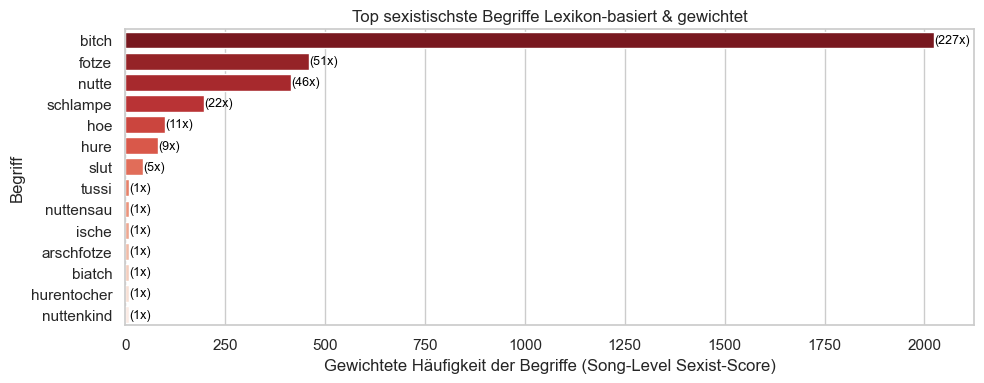 Top sexistischste Begriffe Lexikon-basiert & gewichtet
Begriff
bitch (227x)
fotze (51x)
nutte (46x)
schlampe (22x)
hoe (11x)
hure (9x)
slut (5x)
tussi (1x)
nuttensau (1x)
ische (1x)
arschfotze (1x)
biatch (1x)
hurentocher (1x)
nuttenkind (1x)
0 250 500 750 1000 1250 1500 1750 2000
Gewichtete Häufigkeit der Begriffe (Song-Level Sexist-Score)